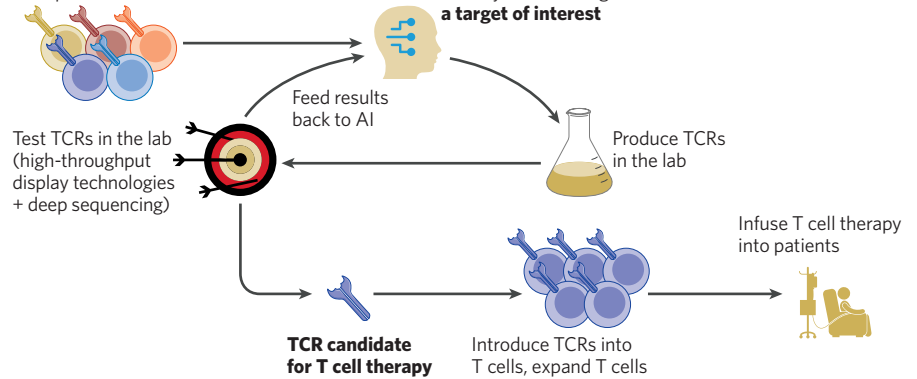 a target of interest
Feed results
back to AI
Test TCRs in the lab
(high-throughput
display technologies
+ deep sequencing)
Produce TCRs
in the lab
Infuse T cell therapy
into patients
TCR candidate
for T cell therapy
Introduce TCRs into
T cells, expand T cells